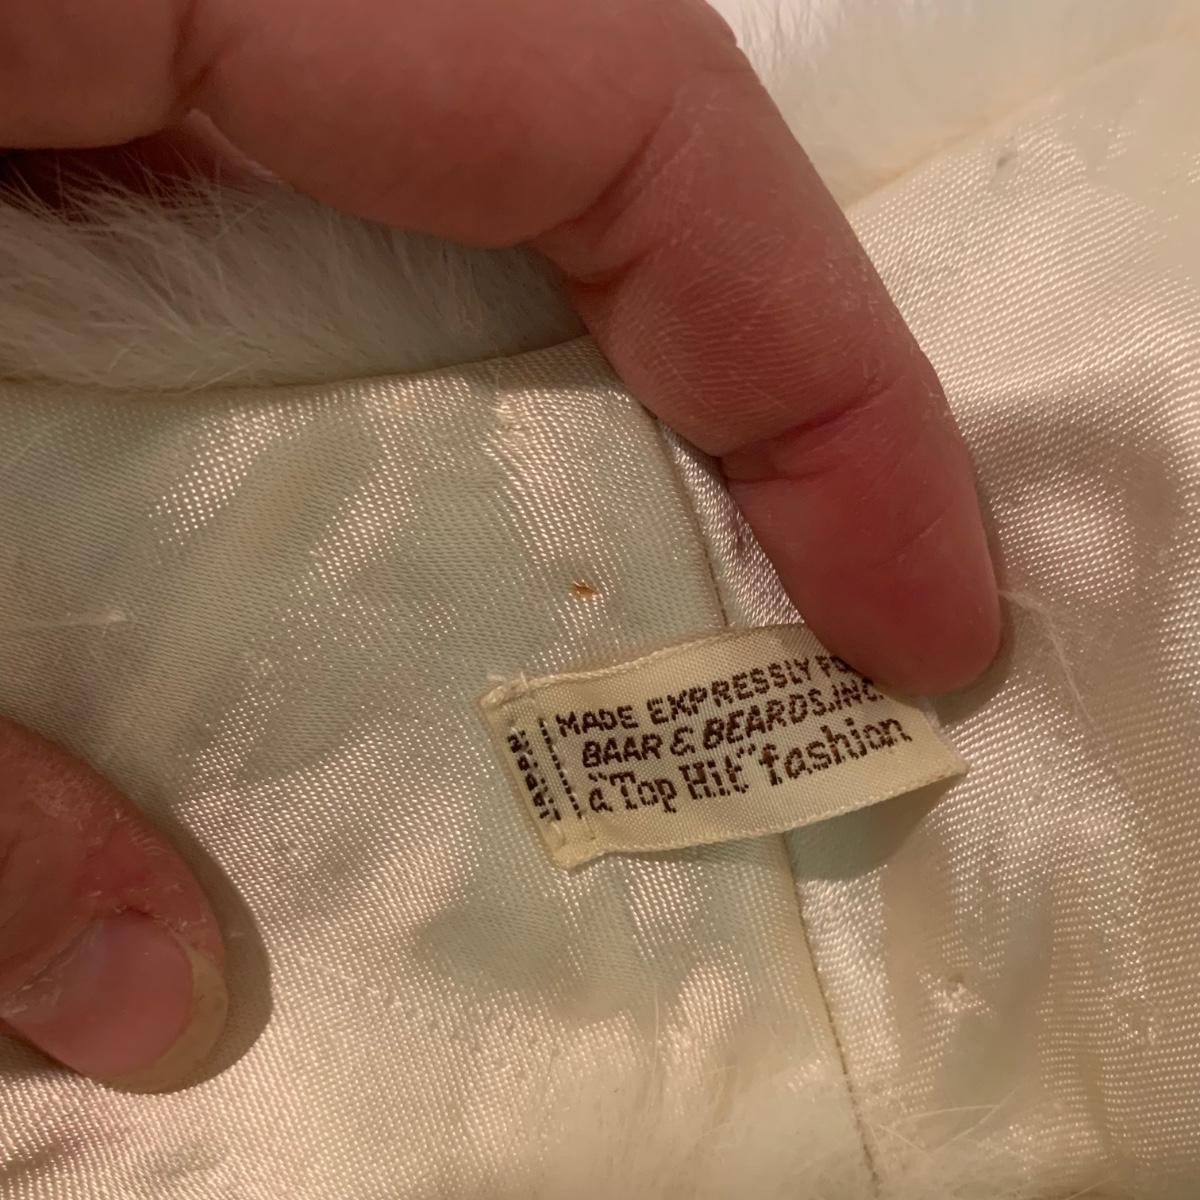 MADE EXPRESSLY FO
BAAR & BEARDS, INC.
a "Top Hit" fashion
JAPAN